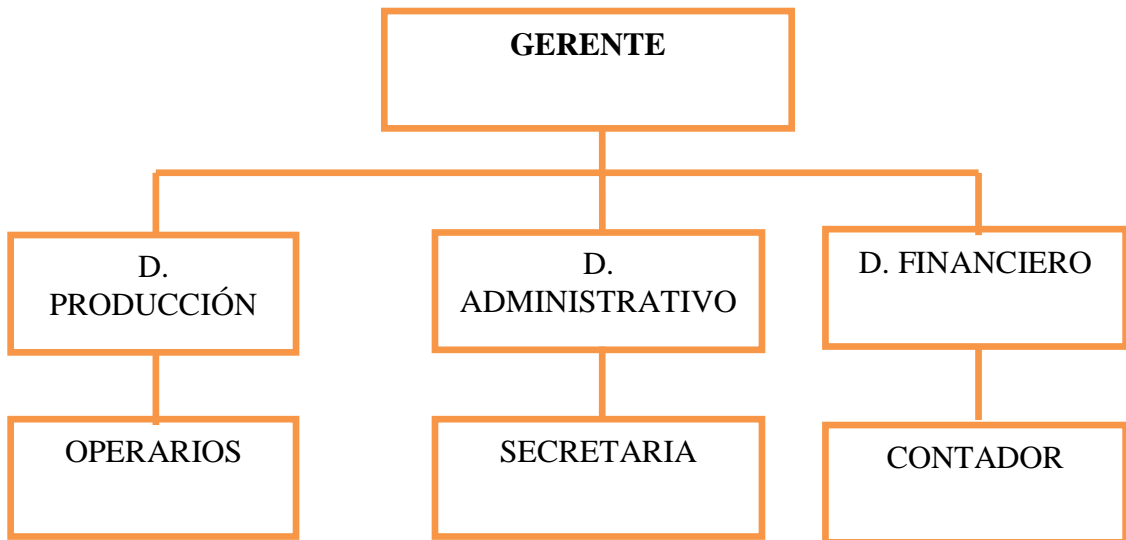 GERENTE
D.
PRODUCCIÓN
D.
ADMINISTRATIVO
D. FINANCIERO
OPERARIOS
SECRETARIA
CONTADOR